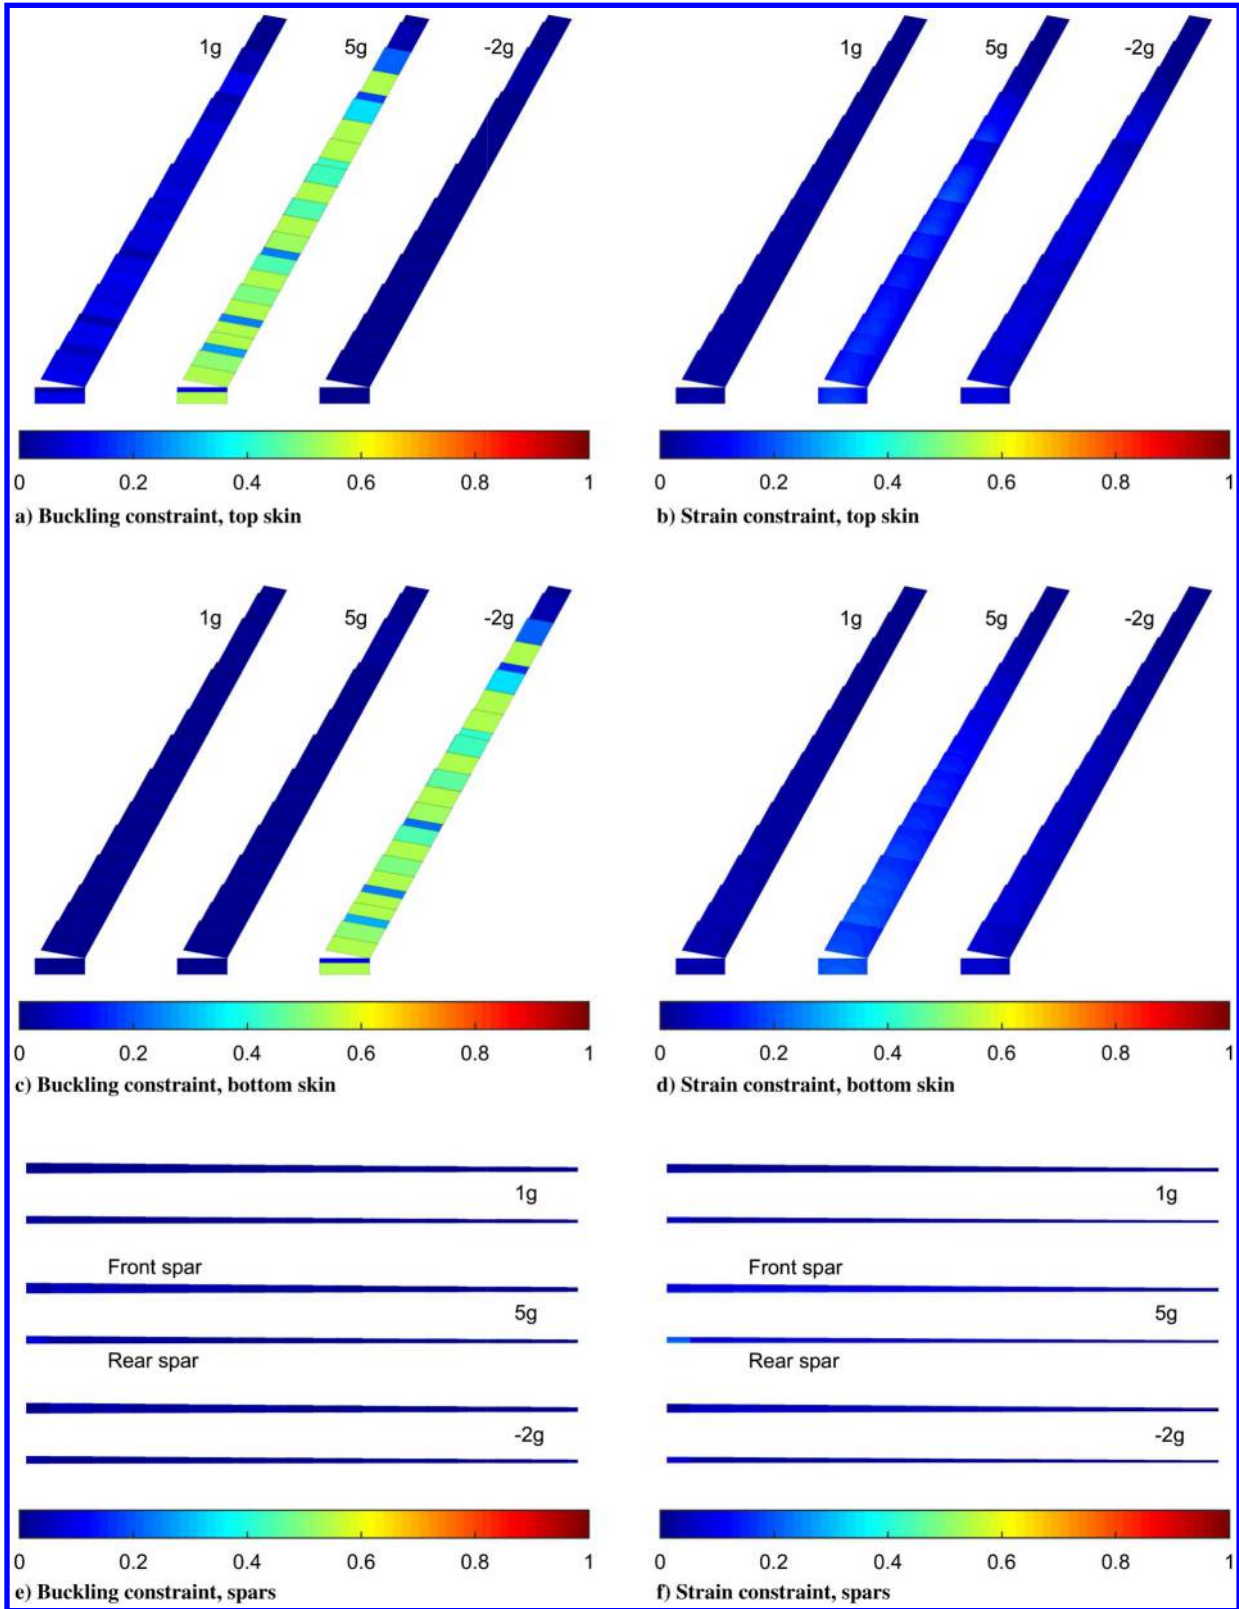 1g 5g -2g 1g 5g -2g
0 0.2 0.4 0.6 0.8 1 0 0.2 0.4 0.6 0.8 1
a) Buckling constraint, top skin b) Strain constraint, top skin
1g 5g -2g 1g 5g -2g
0 0.2 0.4 0.6 0.8 1 0 0.2 0.4 0.6 0.8 1
c) Buckling constraint, bottom skin d) Strain constraint, bottom skin
1g 1g
Front spar Front spar
5g 5g
Rear spar Rear spar
-2g -2g
0 0.2 0.4 0.6 0.8 1 0 0.2 0.4 0.6 0.8 1
e) Buckling constraint, spars f) Strain constraint, spars